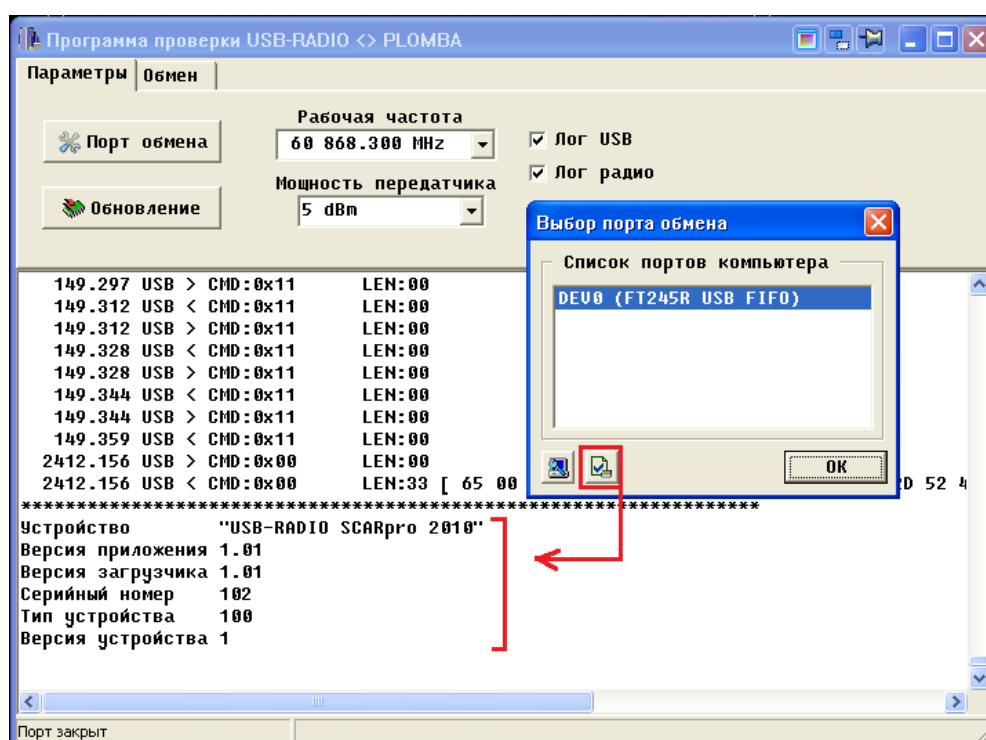 Программа проверки USB-RADIO <> PLOMBA
Параметры Обмен
Порт обмена
Рабочая частота
60 868.300 MHz
Лог USB
Лог радио
Обновление
Мощность передатчика
5 dBm
Выбор порта обмена
Список портов компьютера
DEV0 (FT245R USB FIFO)
OK
149.297 USB > CMD:0x11 LEN:00
149.312 USB < CMD:0x11 LEN:00
149.312 USB > CMD:0x11 LEN:00
149.328 USB < CMD:0x11 LEN:00
149.328 USB > CMD:0x11 LEN:00
149.344 USB < CMD:0x11 LEN:00
149.344 USB > CMD:0x11 LEN:00
149.359 USB < CMD:0x11 LEN:00
2412.156 USB > CMD:0x00 LEN:00
2412.156 USB < CMD:0x00 LEN:33 [ 65 00 2D 52 4
*******************************************************************
Устройство "USB-RADIO SCARpro 2010"
Версия приложения 1.01
Версия загрузчика 1.01
Серийный номер 102
Тип устройства 100
Версия устройства 1
Порт закрыт